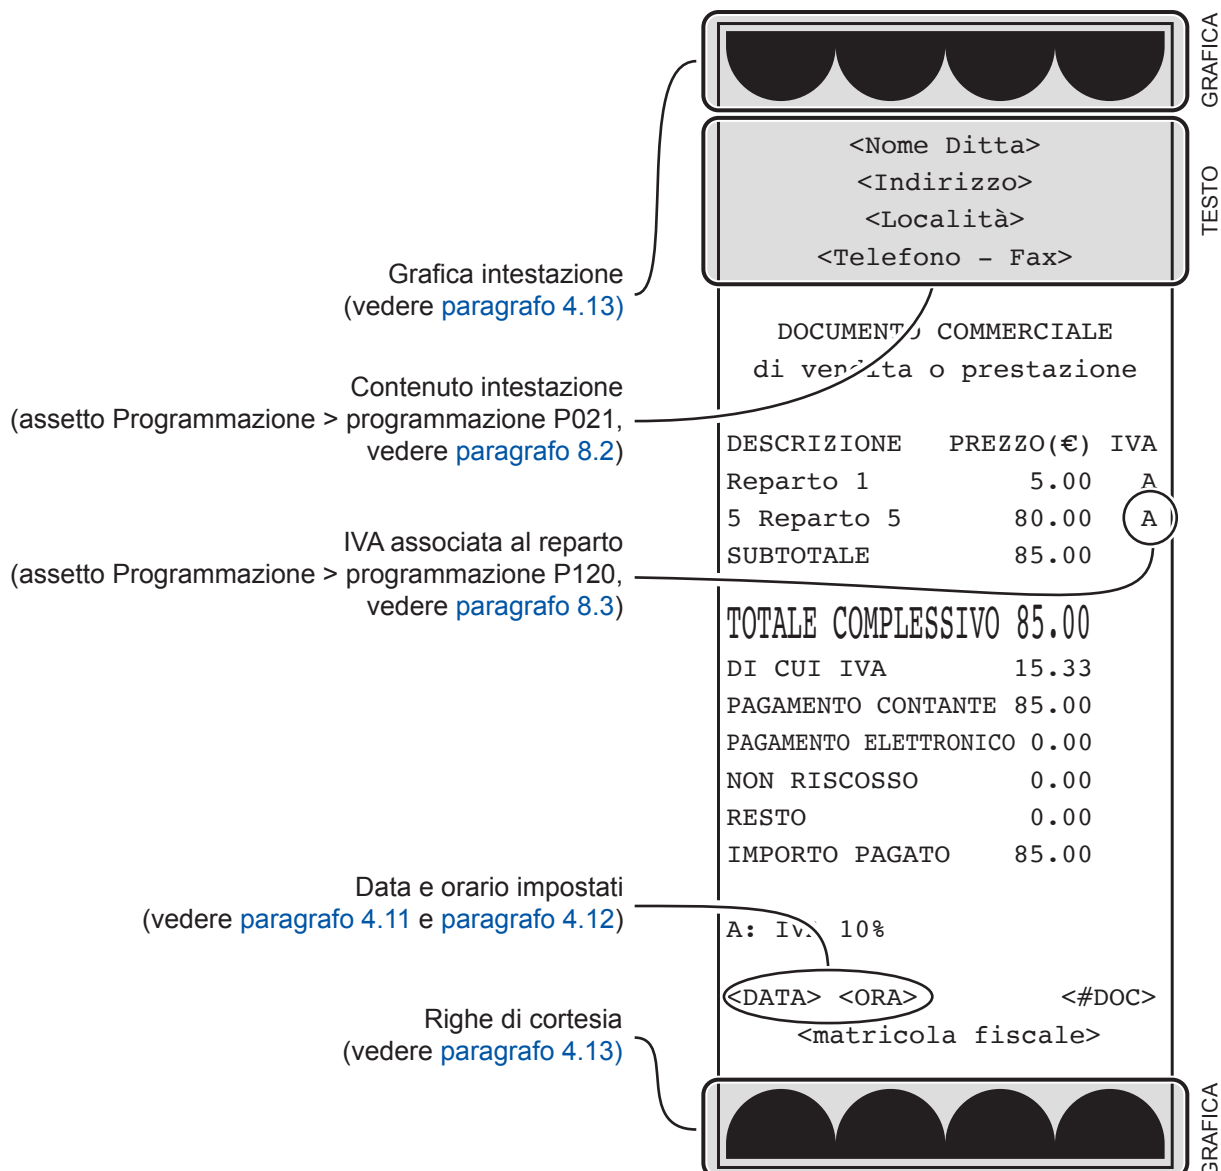 GRAFICA
<Nome Ditta>
<Indirizzo>
<Località>
<Telefono - Fax>
TESTO
Grafica intestazione
(vedere paragrafo 4.13)
DOCUMENTO COMMERCIALE
di vendita o prestazione
Contenuto intestazione
(assetto Programmazione > programmazione P021,
vedere paragrafo 8.2)
DESCRIZIONE PREZZO(€) IVA
Reparto 1 5.00 A
5 Reparto 5 80.00 A
SUBTOTALE 85.00
IVA associata al reparto
(assetto Programmazione > programmazione P120,
vedere paragrafo 8.3)
TOTALE COMPLESSIVO 85.00
DI CUI IVA 15.33
PAGAMENTO CONTANTE 85.00
PAGAMENTO ELETTRONICO 0.00
NON RISCOSSO 0.00
RESTO 0.00
IMPORTO PAGATO 85.00
Data e orario impostati
(vedere paragrafo 4.11 e paragrafo 4.12)
A: IVA 10%
<DATA> <ORA> <#DOC>
<matricola fiscale>
Righe di cortesia
(vedere paragrafo 4.13)
GRAFICA